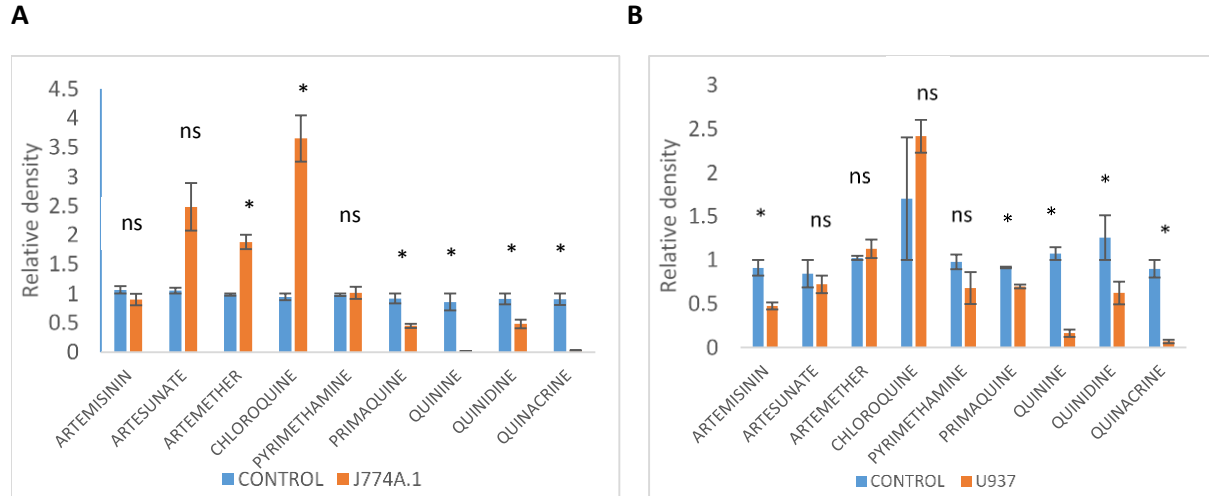 A
Relative density
4.5
4
3.5
3
2.5
2
1.5
1
0.5
0
ns
ns
*
*
ns
*
*
*
*
ARTEMISININ
ARTESUNATE
ARTEMETHER
CHLOROQUINE
PYRIMETHAMINE
PRIMAQUINE
QUININE
QUINIDINE
QUINACRINE
CONTROL J774A.1
B
Relative density
3
2.5
2
1.5
1
0.5
0
*
ns
ns
ns
ns
*
*
*
*
ARTEMISININ
ARTESUNATE
ARTEMETHER
CHLOROQUINE
PYRIMETHAMINE
PRIMAQUINE
QUININE
QUINIDINE
QUINACRINE
CONTROL U937